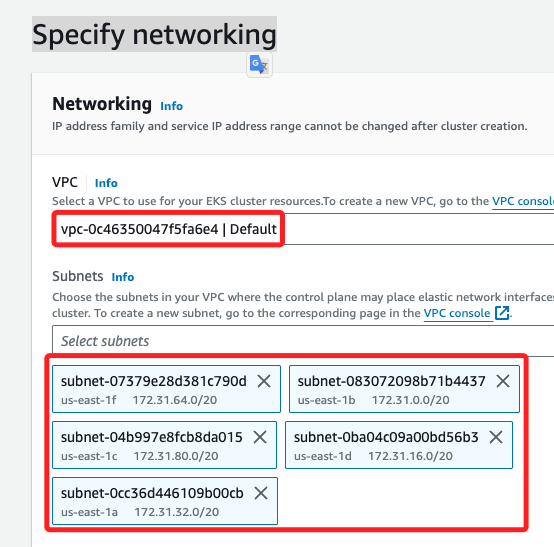 Specify networking
Networking Info
IP address family and service IP address range cannot be changed after cluster creation.
VPC Info
Select a VPC to use for your EKS cluster resources.To create a new VPC, go to the VPC console
vpc-0c46350047f5fa6e4 | Default
Subnets Info
Choose the subnets in your VPC where the control plane may place elastic network interfaces
cluster. To create a new subnet, go to the corresponding page in the VPC console.
Select subnets
subnet-07379e28d381c790d
us-east-1f 172.31.64.0/20
subnet-083072098b71b4437
us-east-1b 172.31.0.0/20
subnet-04b997e8fcb8da015
us-east-1c 172.31.80.0/20
subnet-0ba04c09a00bd56b3
us-east-1d 172.31.16.0/20
subnet-0cc36d446109b00cb
us-east-1a 172.31.32.0/20